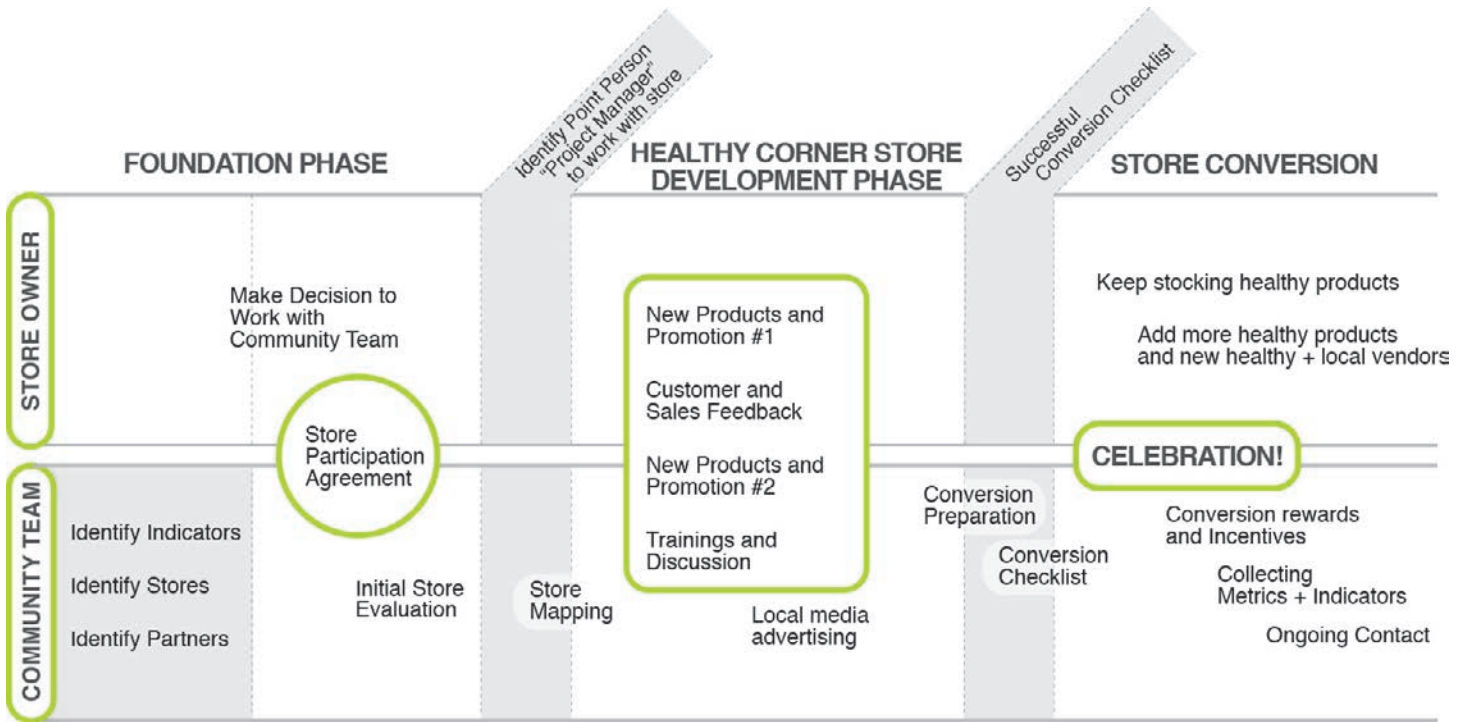 FOUNDATION PHASE
Identify Point Person
“Project Manager”
to work with store
HEALTHY CORNER STORE
DEVELOPMENT PHASE
Successful
Conversion Checklist
STORE CONVERSION
STORE OWNER
Make Decision to
Work with
Community Team
Store
Participation
Agreement
New Products and
Promotion #1
Customer and
Sales Feedback
New Products and
Promotion #2
Trainings and
Discussion
Keep stocking healthy products
Add more healthy products
and new healthy + local vendors
CELEBRATION!
COMMUNITY TEAM
Identify Indicators
Identify Stores
Identify Partners
Initial Store
Evaluation
Store
Mapping
Local media
advertising
Conversion
Preparation
Conversion
Checklist
Conversion rewards
and Incentives
Collecting
Metrics + Indicators
Ongoing Contact